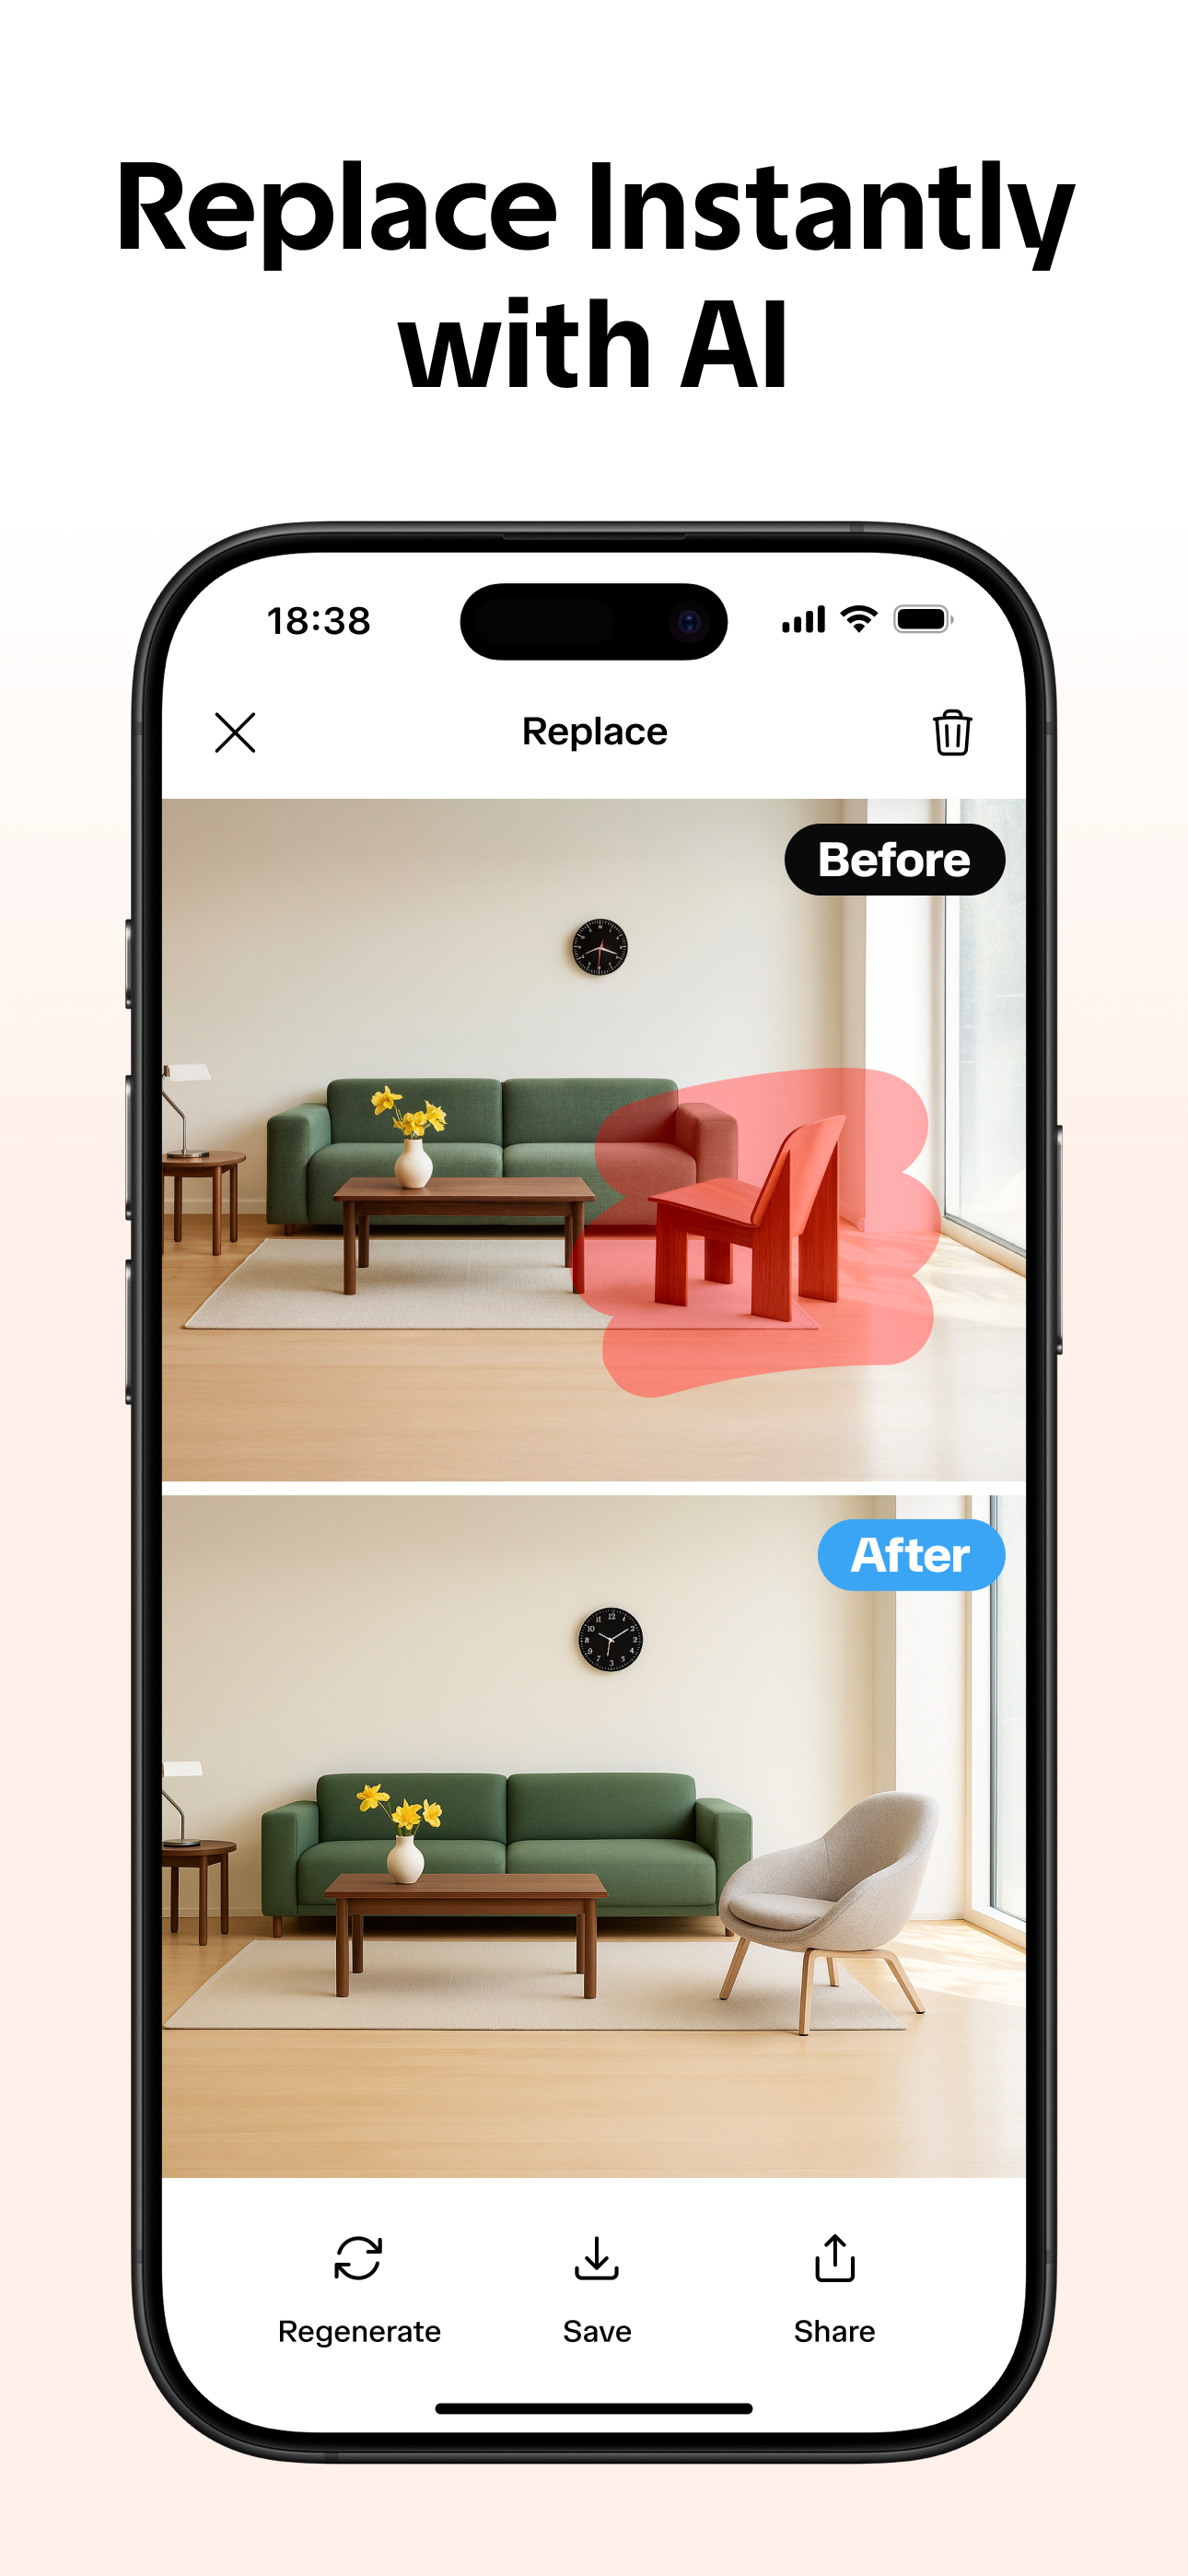 Replace Instantly
with AI
18:38
Replace
Before
After
Regenerate
Save
Share